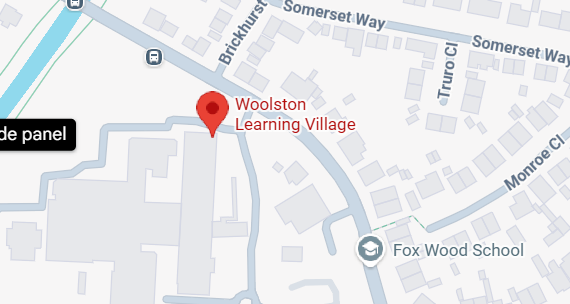 Somerset Way
Brickhurst
Somerset Way
Truro Cl
Woolston
Learning Village
de panel
Monroe Cl
Fox Wood School